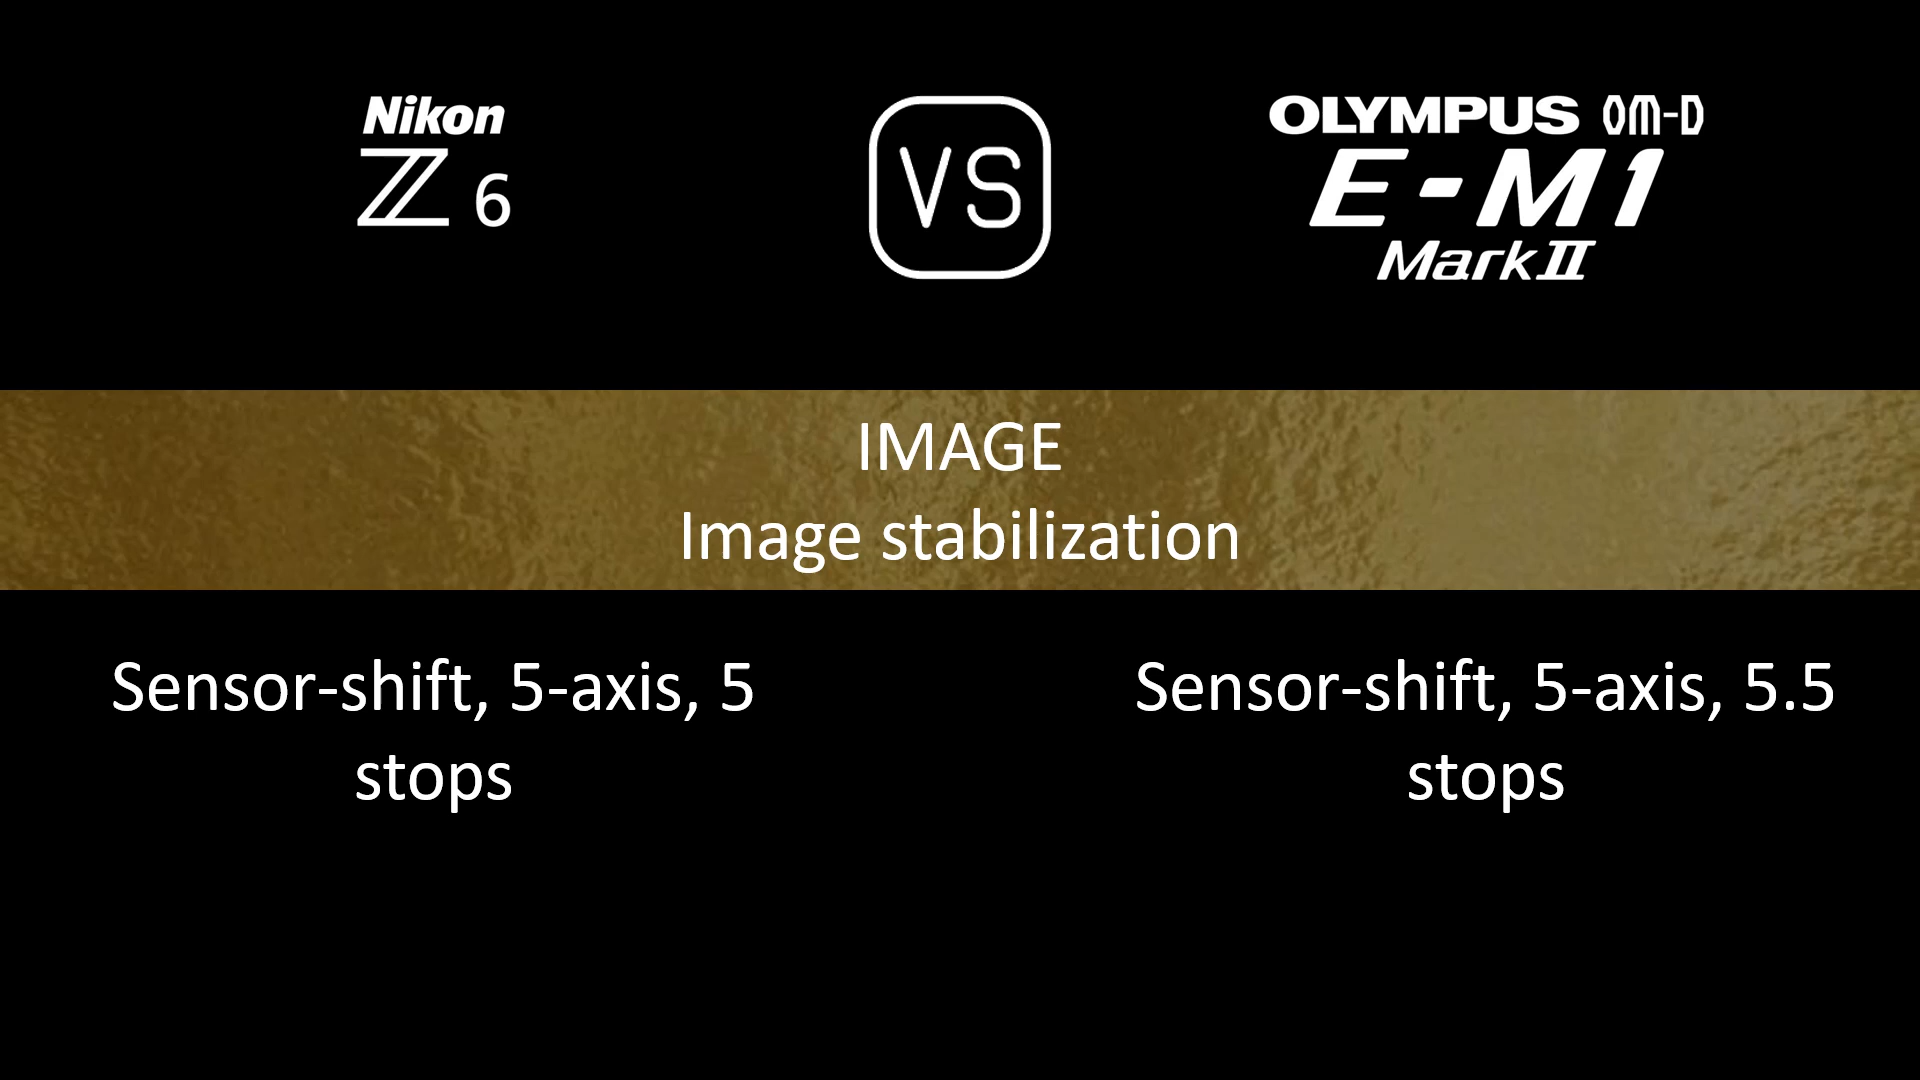 Nikon
Z 6
VS
OLYMPUS OM-D
E-M1
Mark II
IMAGE
Image stabilization
Sensor-shift, 5-axis, 5
stops
Sensor-shift, 5-axis, 5.5
stops